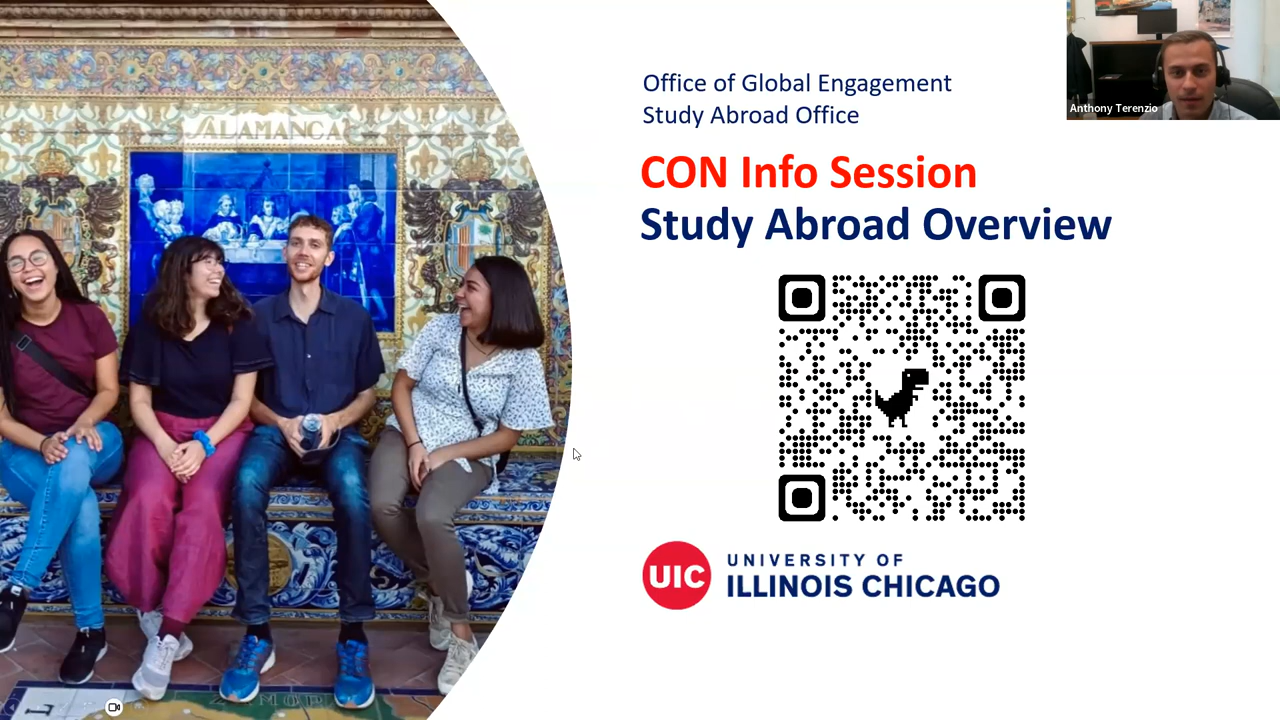 SALAMANCA
Office of Global Engagement
Study Abroad Office
CON Info Session
Study Abroad Overview
UIC
UNIVERSITY OF
ILLINOIS CHICAGO
Anthony Terenzio